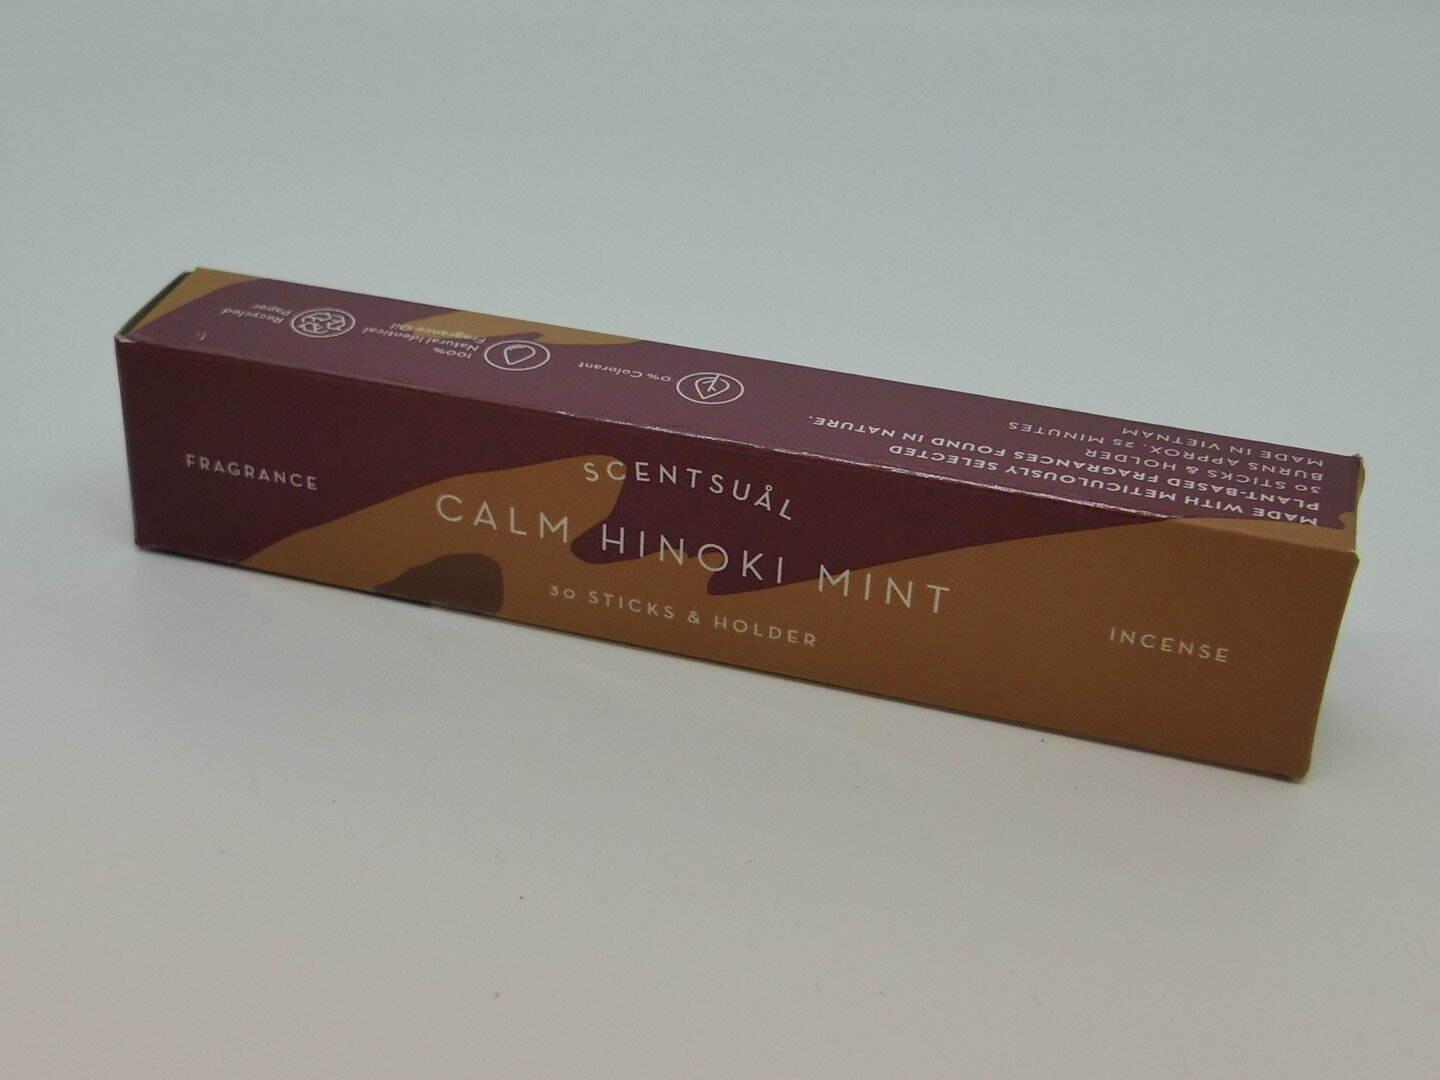 FRAGRANCE
SCENTSUÅL
CALM HINOKI MINT
30 STICKS & HOLDER
INCENSE
MADE WITH METICULOUSLY SELECTED
PLANT-BASED FRAGRANCES FOUND IN NATURE.
30 STICKS & HOLDER
BURNS APPROX. 25 MINUTES
MADE IN VIETNAM
0% Colorant
100%
Natural Identical
Fragrance Oil
Recycled
Paper